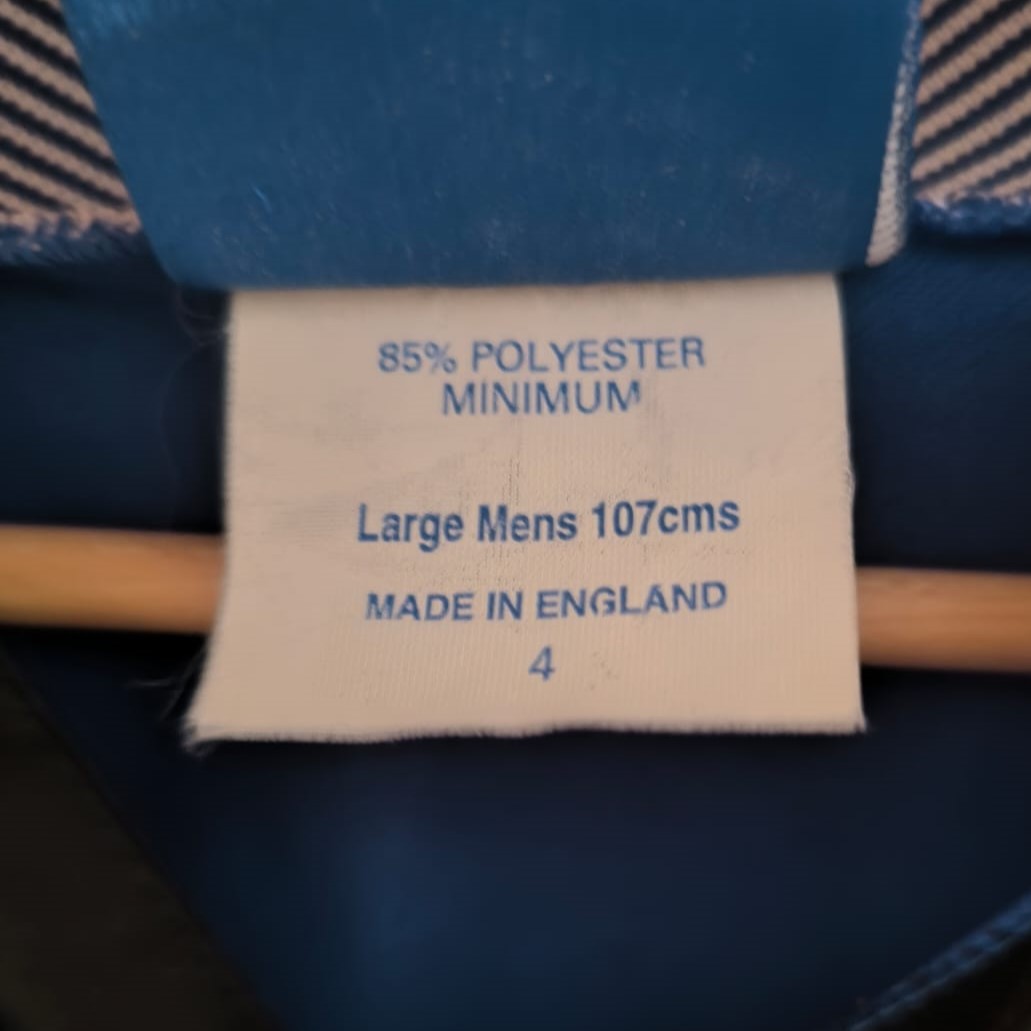 85% POLYESTER
MINIMUM
Large Mens 107cms
MADE IN ENGLAND
4